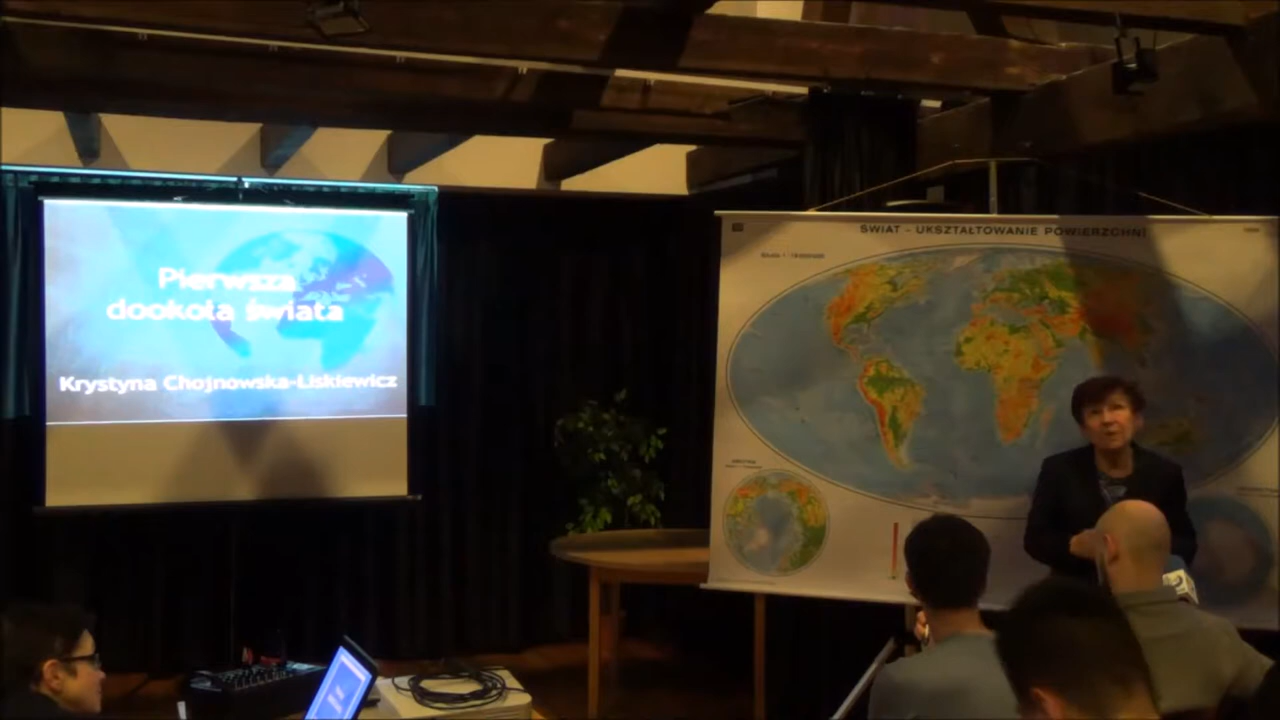 Pierwsza
dookoła świata
Krystyna Chojnowska-Liskiewicz
ŚWIAT - UKSZTAŁTOWANIE POWIERZCHNI